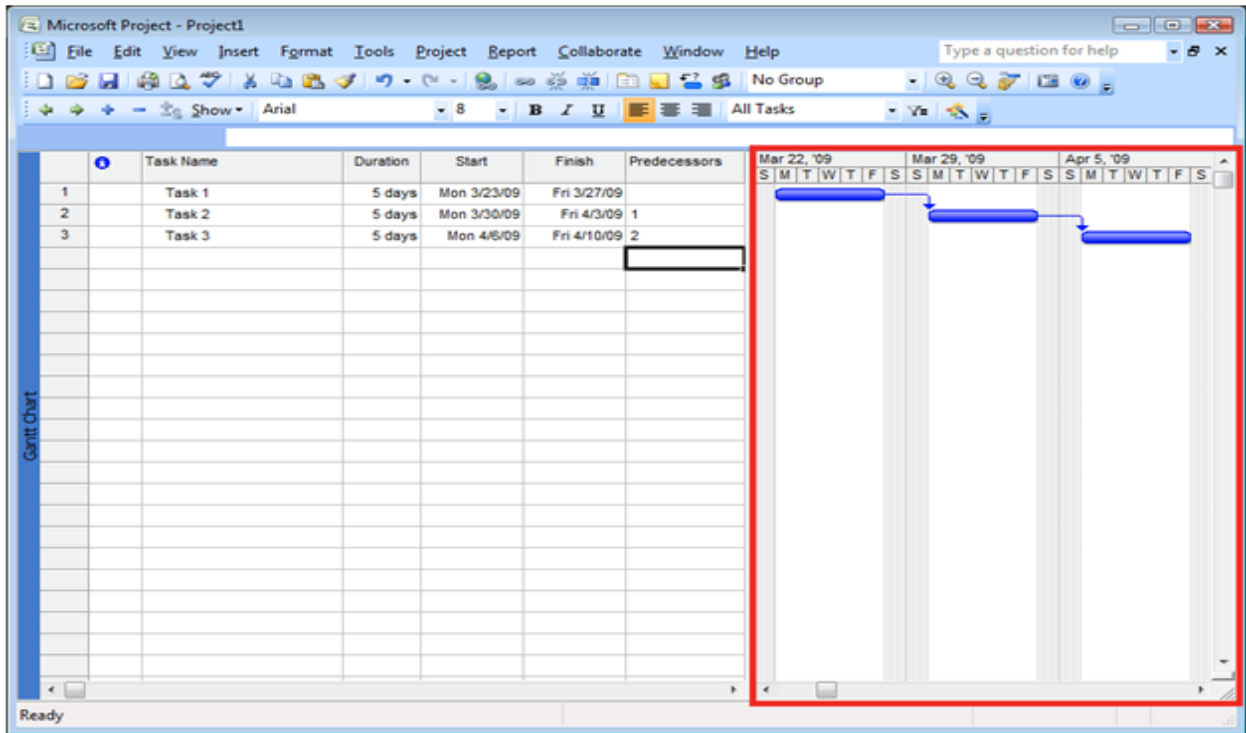 Microsoft Project - Project1
File Edit View Insert Format Tools Project Report Collaborate Window Help Type a question for help
No Group
Show Arial 8 B I U All Tasks
Task Name Duration Start Finish Predecessors Mar 22, '09 Mar 29, '09 Apr 5, '09
S M T W T F S S M T W T F S S M T W T F S
1 Task 1 5 days Mon 3/23/09 Fri 3/27/09
2 Task 2 5 days Mon 3/30/09 Fri 4/3/09 1
3 Task 3 5 days Mon 4/6/09 Fri 4/10/09 2
Gantt Chart
Ready